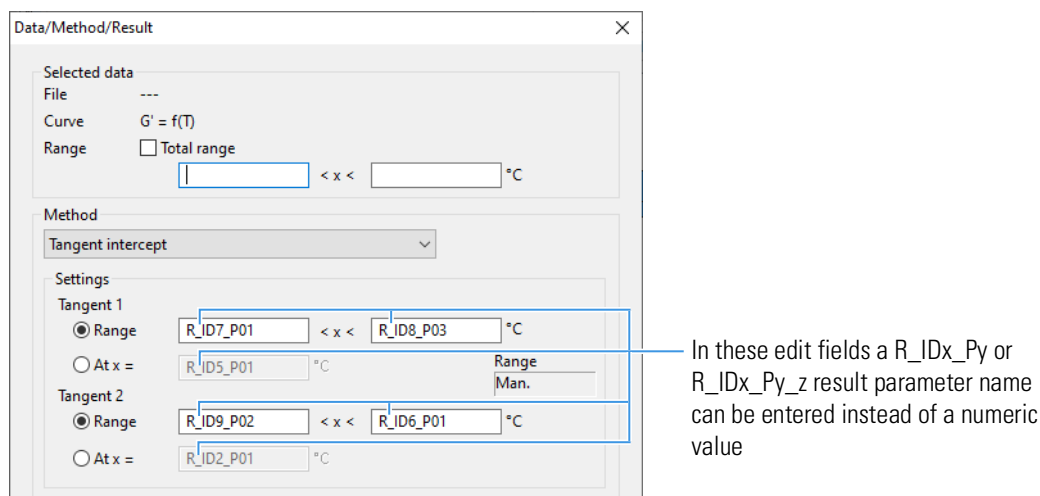 Data/Method/Result
Selected data
File ---
Curve G' = f(T)
Range Total range
< x < °C
Method
Tangent intercept
Settings
Tangent 1
Range R_ID7_P01 < x < R_ID8_P03 °C
At x = R_ID5_P01 °C Range
Man.
Tangent 2
Range R_ID9_P02 < x < R_ID6_P01 °C
At x = R_ID2_P01 °C
In these edit fields a R_IDx_Py or
R_IDx_Py_z result parameter name
can be entered instead of a numeric
value